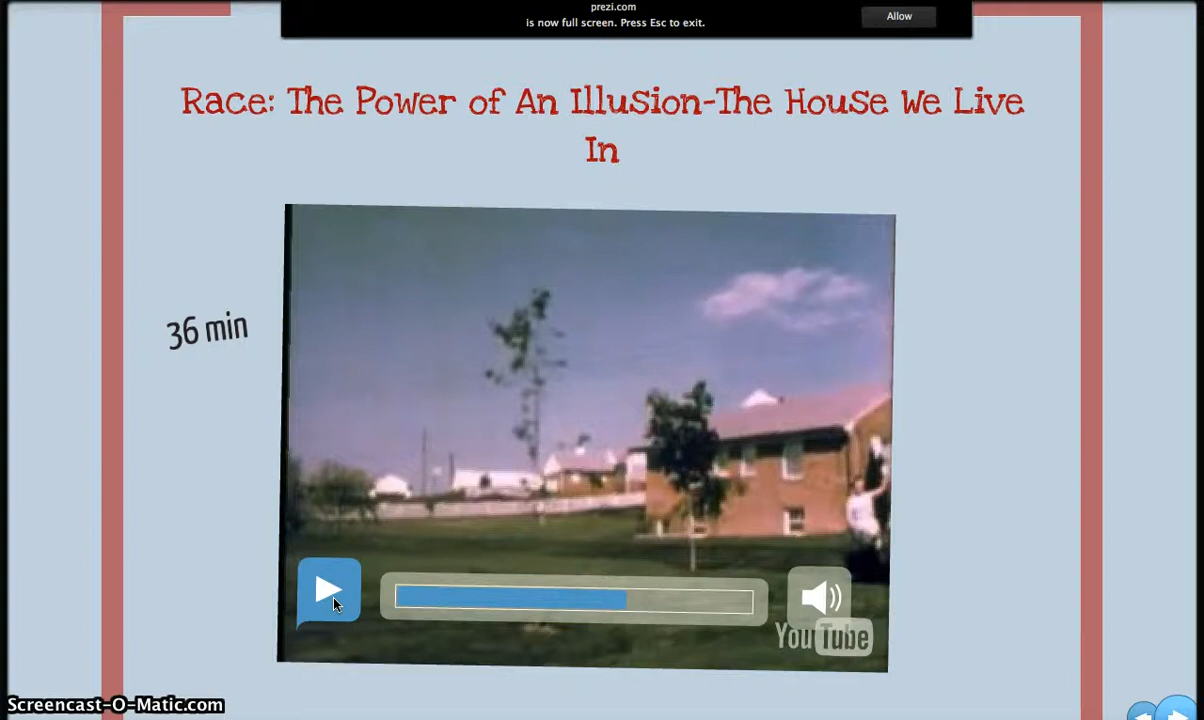 prezi.com
is now full screen. Press Esc to exit.
Allow
Race: The Power of An Illusion-The House We Live
In
36 min
YouTube
Screencast-O-Matic.com